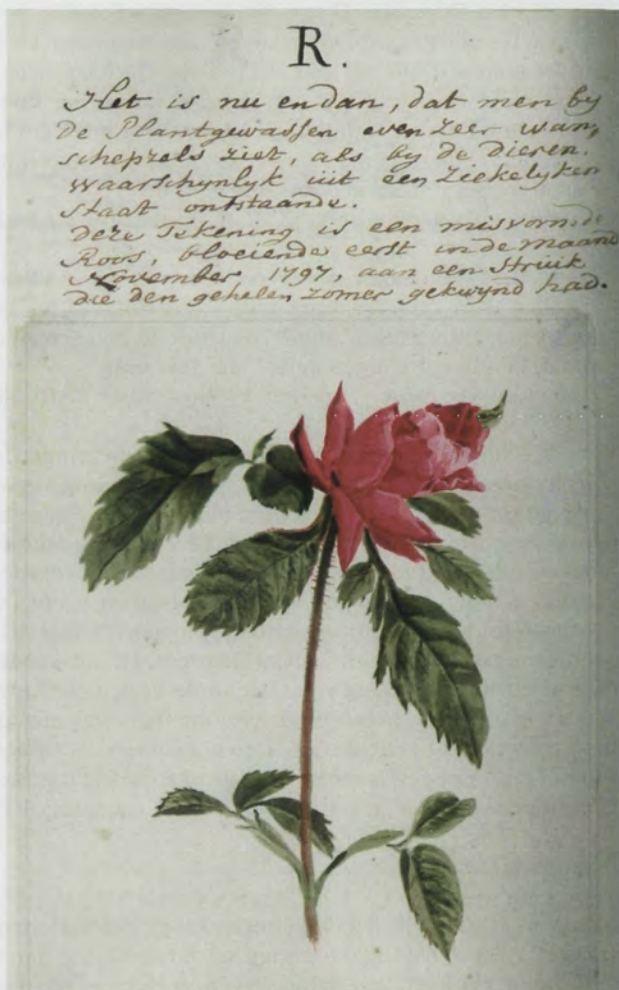 R.
Het is nu en dan, dat men by
de Plantgewassen even zeer wan,
schepzels ziet, als by de dieren.
waarschynlyk uit een ziekelyken
staat ontstaande.
deze Tekening is een misvormde
Roos, bloeiende eerst in de maand
November 1797, aan een struik
die den gehelen zomer gekwynd had.